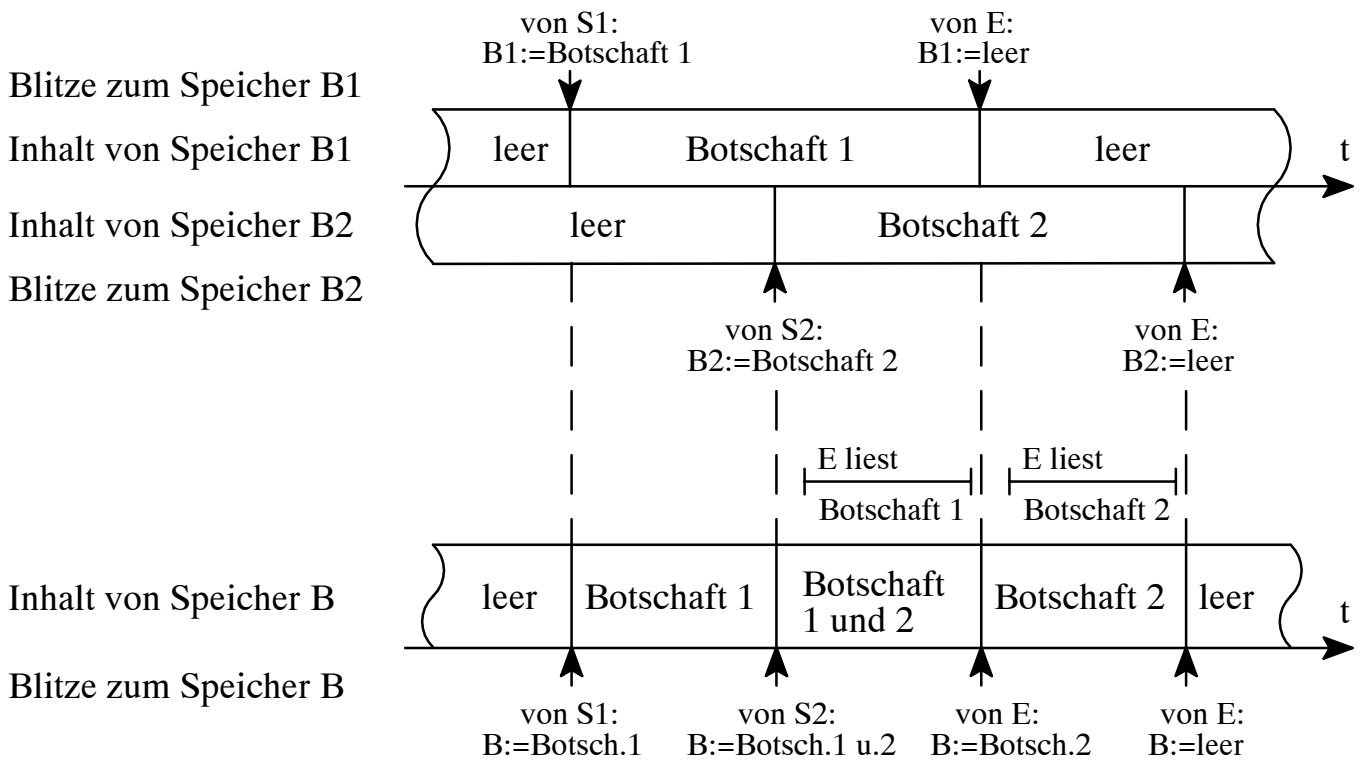 von S1:
B1:=Botschaft 1
von E:
B1:=leer
Blitze zum Speicher B1
Inhalt von Speicher B1
leer
Botschaft 1
leer
t
Inhalt von Speicher B2
leer
Botschaft 2
Blitze zum Speicher B2
von S2:
B2:=Botschaft 2
von E:
B2:=leer
E liest
Botschaft 1
E liest
Botschaft 2
Inhalt von Speicher B
leer
Botschaft 1
Botschaft
1 und 2
Botschaft 2
leer
t
Blitze zum Speicher B
von S1:
B:=Botsch.1
von S2:
B:=Botsch.1 u.2
von E:
B:=Botsch.2
von E:
B:=leer